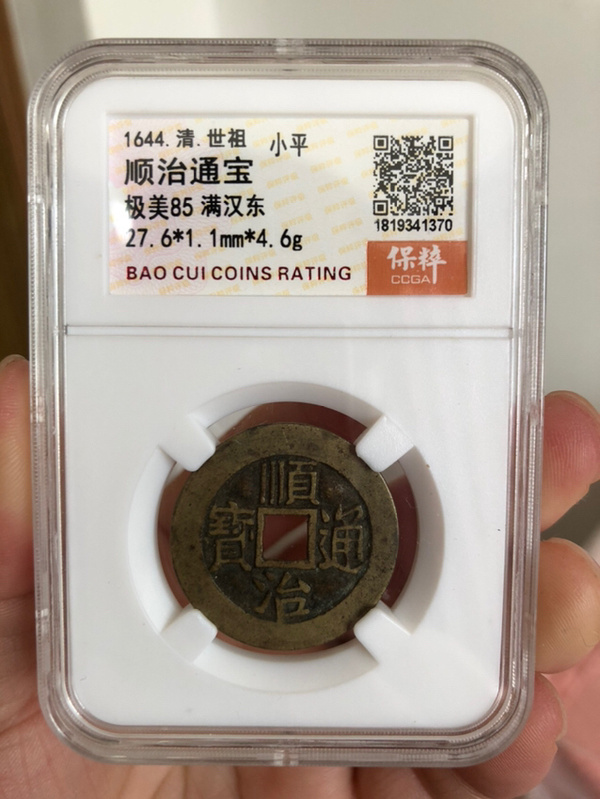 1644. 清. 世祖 小平
顺治通宝
极美85 满汉东
27.6*1.1mm*4.6g
1819341370
BAO CUI COINS RATING
保粹
CCGA
順治通寶